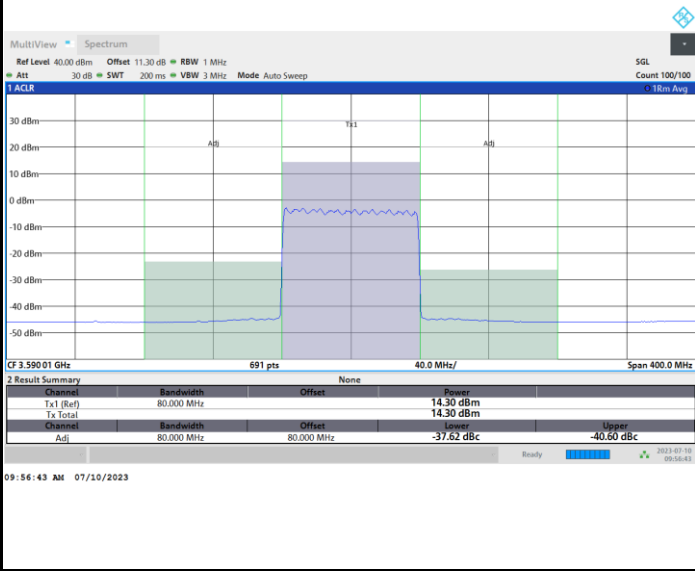 MultiView Spectrum
Ref Level 40.00 dBm Offset 11.30 dB RBW 1 MHz SGL
Att 30 dB SWT 200 ms VBW 3 MHz Mode Auto Sweep Count 100/100
1 ACLR 1Rm Avg
30 dBm
Tx1
20 dBm
Adj Adj
10 dBm
0 dBm
-10 dBm
-20 dBm
-30 dBm
-40 dBm
-50 dBm
CF 3.590 01 GHz 691 pts 40.0 MHz/ Span 400.0 MHz
2 Result Summary None
Channel Bandwidth Offset Power
Tx1 (Ref) 80.000 MHz 14.30 dBm
Tx Total 14.30 dBm
Channel Bandwidth Offset Lower Upper
Adj 80.000 MHz 80.000 MHz -37.62 dBc -40.60 dBc
Ready 2023-07-10
09:56:43
09:56:43 AM 07/10/2023